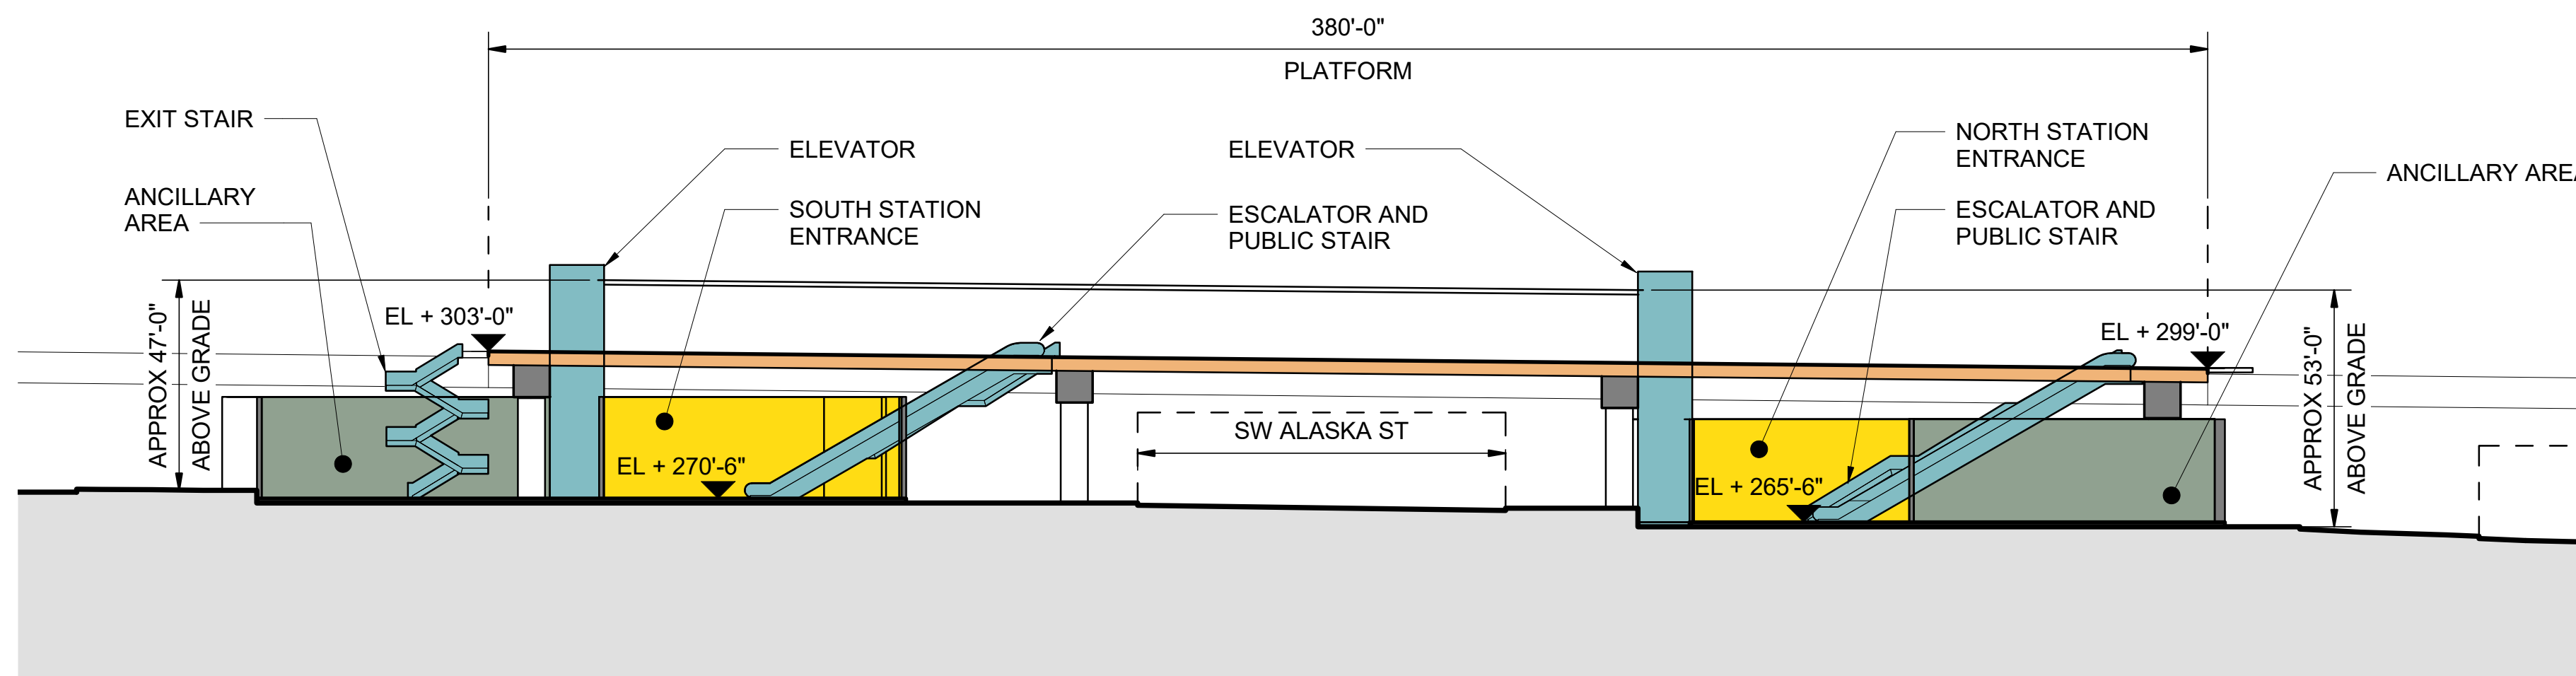 380'-0"
PLATFORM
EXIT STAIR
ELEVATOR
ELEVATOR
NORTH STATION
ENTRANCE
ANCILLARY
AREA
SOUTH STATION
ENTRANCE
ESCALATOR AND
PUBLIC STAIR
ESCALATOR AND
PUBLIC STAIR
ANCILLARY AREA
APPROX 47'-0"
ABOVE GRADE
EL + 303'-0"
EL + 299'-0"
SW ALASKA ST
EL + 270'-6"
EL + 265'-6"
APPROX 53'-0"
ABOVE GRADE